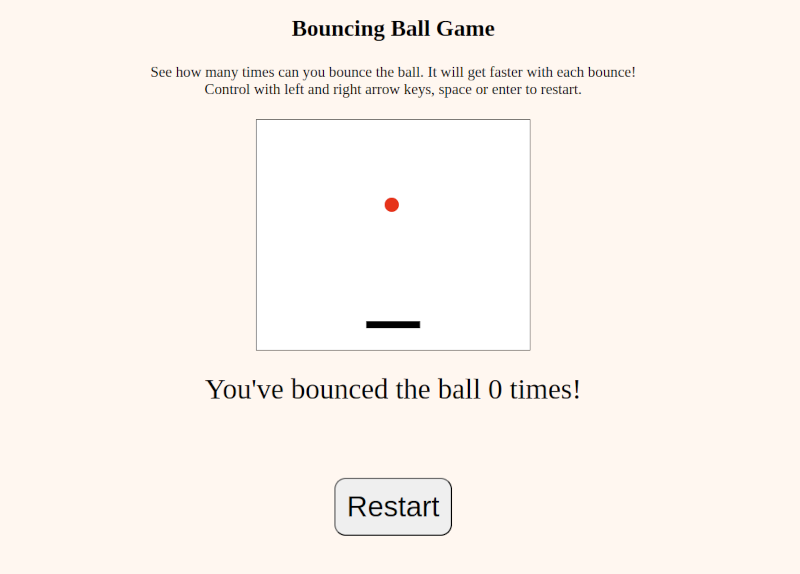 Bouncing Ball Game
See how many times can you bounce the ball. It will get faster with each bounce!
Control with left and right arrow keys, space or enter to restart.
You've bounced the ball 0 times!
Restart